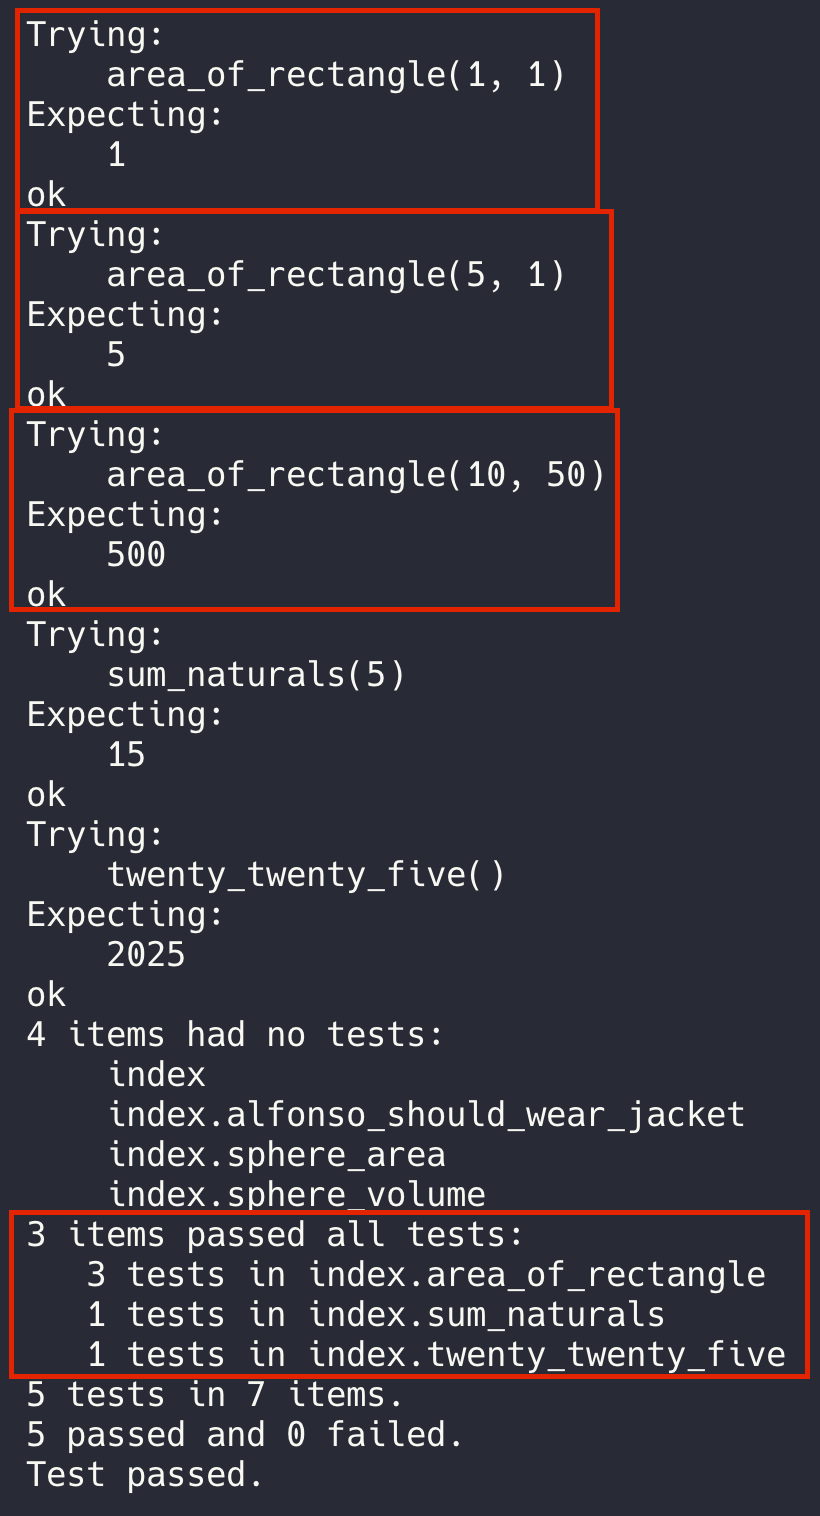 Trying:
    area_of_rectangle(1, 1)
Expecting:
    1
ok
Trying:
    area_of_rectangle(5, 1)
Expecting:
    5
ok
Trying:
    area_of_rectangle(10, 50)
Expecting:
    500
ok
Trying:
    sum_naturals(5)
Expecting:
    15
ok
Trying:
    twenty_twenty_five()
Expecting:
    2025
ok
4 items had no tests:
    index
    index.alfonso_should_wear_jacket
    index.sphere_area
    index.sphere_volume
3 items passed all tests:
   3 tests in index.area_of_rectangle
   1 tests in index.sum_naturals
   1 tests in index.twenty_twenty_five
5 tests in 7 items.
5 passed and 0 failed.
Test passed.